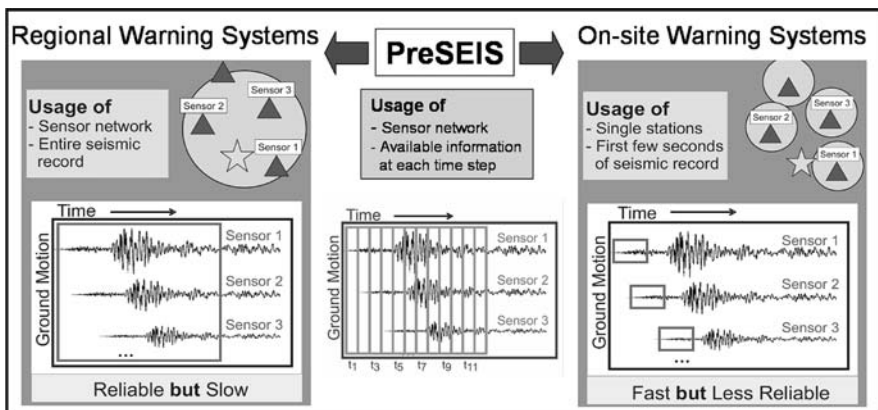 Regional Warning Systems
PreSEIS
On-site Warning Systems
Usage of
- Sensor network
- Entire seismic
record
Sensor 3
Sensor 2
Sensor 1
Usage of
- Sensor network
- Available information
at each time step
Usage of
- Single stations
- First few seconds
of seismic record
Sensor 3
Sensor 2
Sensor 1
Time
Ground Motion
Sensor 1
Sensor 2
Sensor 3
...
Reliable but Slow
Time
Ground Motion
Sensor 1
Sensor 2
Sensor 3
t1 t3 t5 t7 t9 t11
Time
Ground Motion
Sensor 1
Sensor 2
Sensor 3
...
Fast but Less Reliable